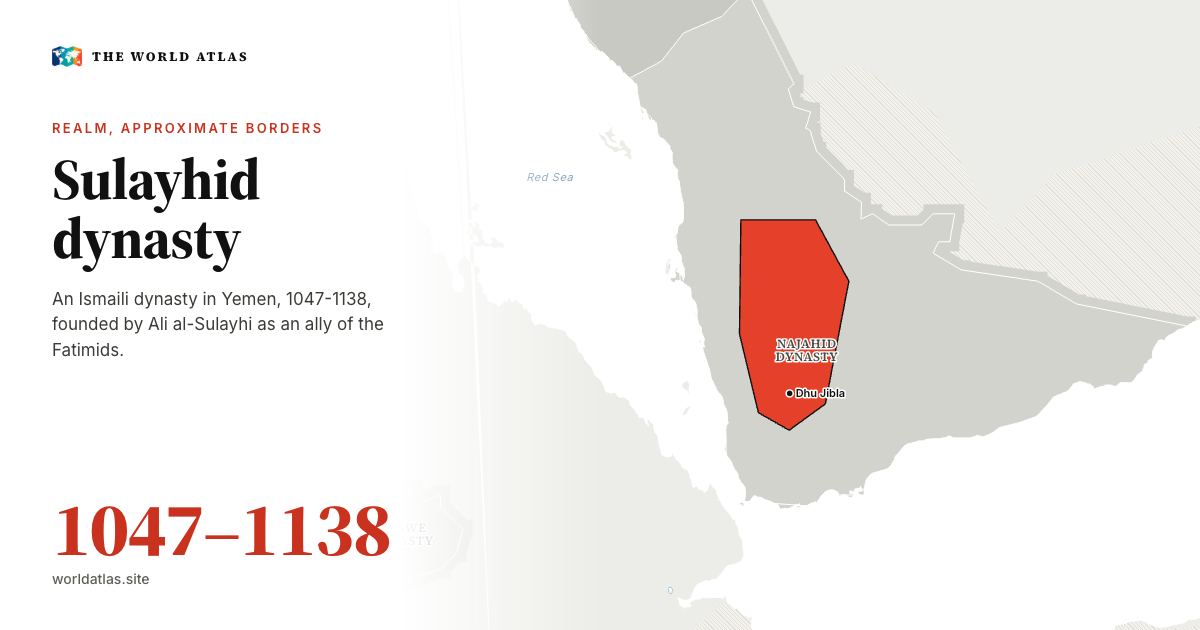 THE WORLD ATLAS
REALM, APPROXIMATE BORDERS
Sulayhid
dynasty
An Ismaili dynasty in Yemen, 1047-1138,
founded by Ali al-Sulayhi as an ally of the
Fatimids.
1047–1138
worldatlas.site
Red Sea
NAJAHID
DYNASTY
Dhu Jibla